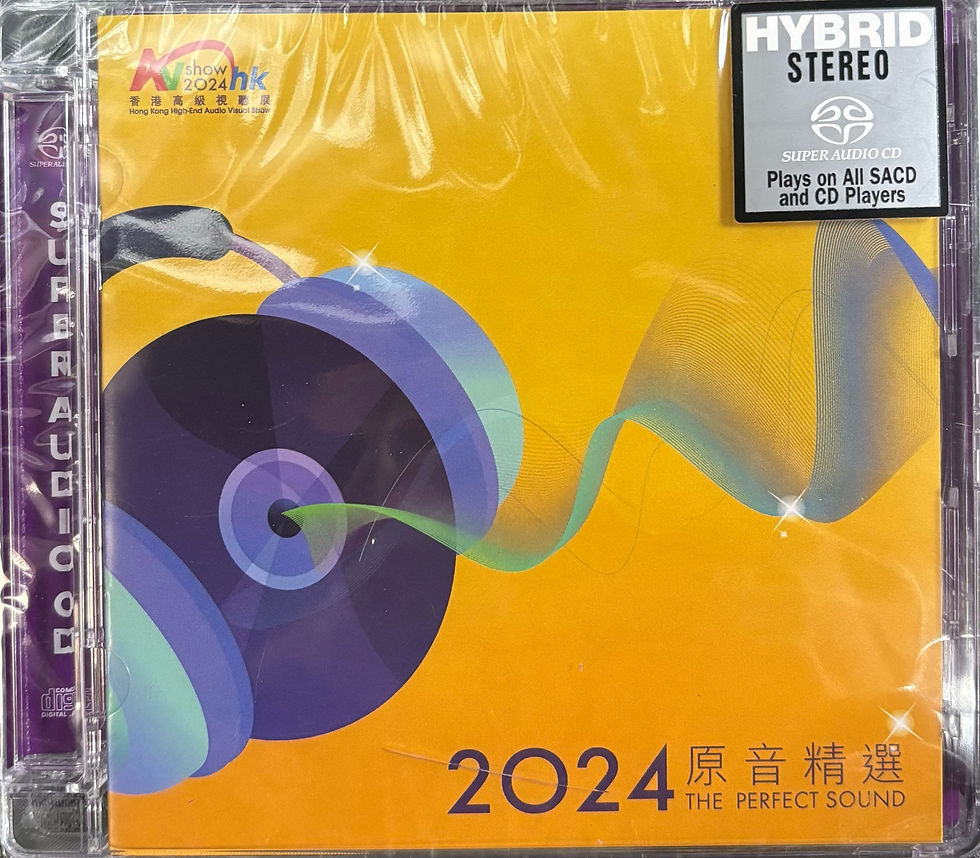 AV show
2024 hk
香港高級視聽展
Hong Kong High-End Audio Visual Show
HYBRID
STEREO
SUPER AUDIO CD
Plays on All SACD
and CD Players
SUPER AUDIO CD
2024 原音精選
THE PERFECT SOUND